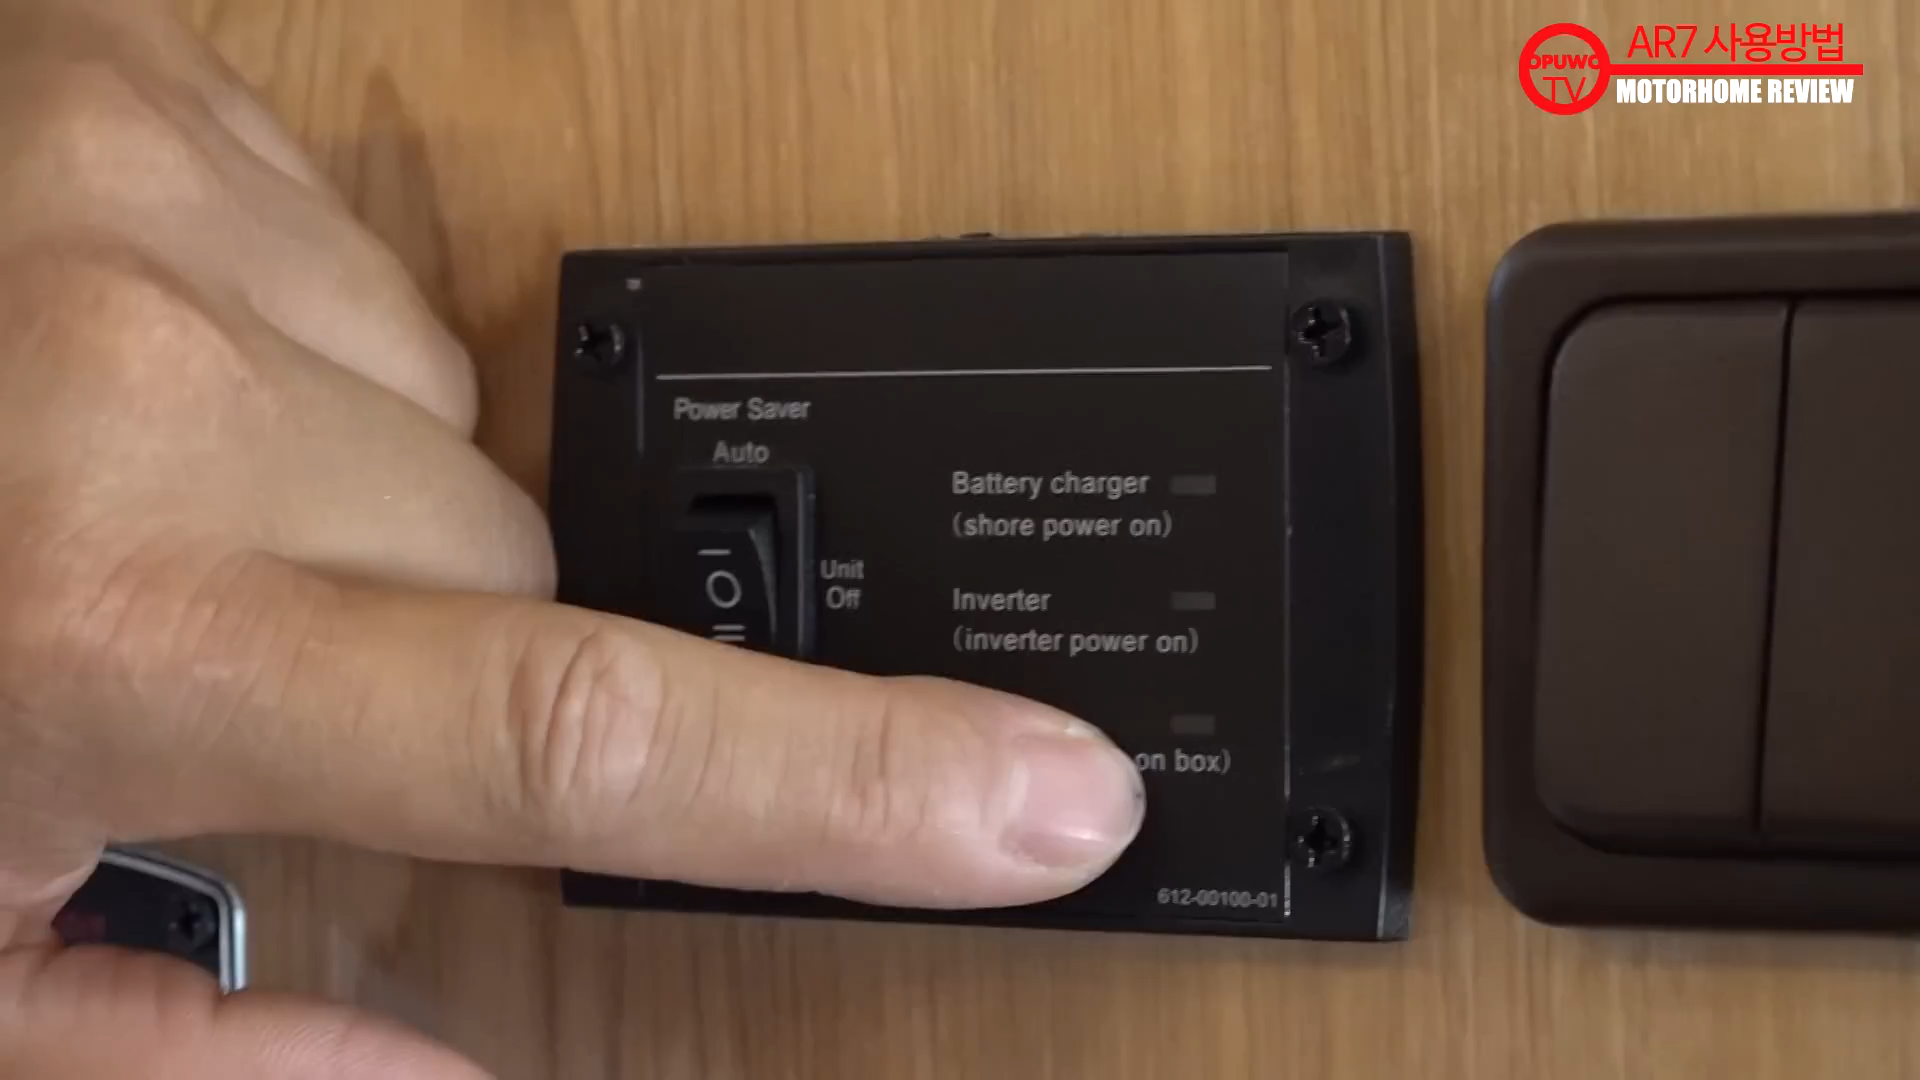 AR7 사용방법
OPUWO
TV
MOTORHOME REVIEW
Power Saver
Auto
Battery charger
(shore power on)
Unit
Off
Inverter
(inverter power on)
on box)
612-00100-01